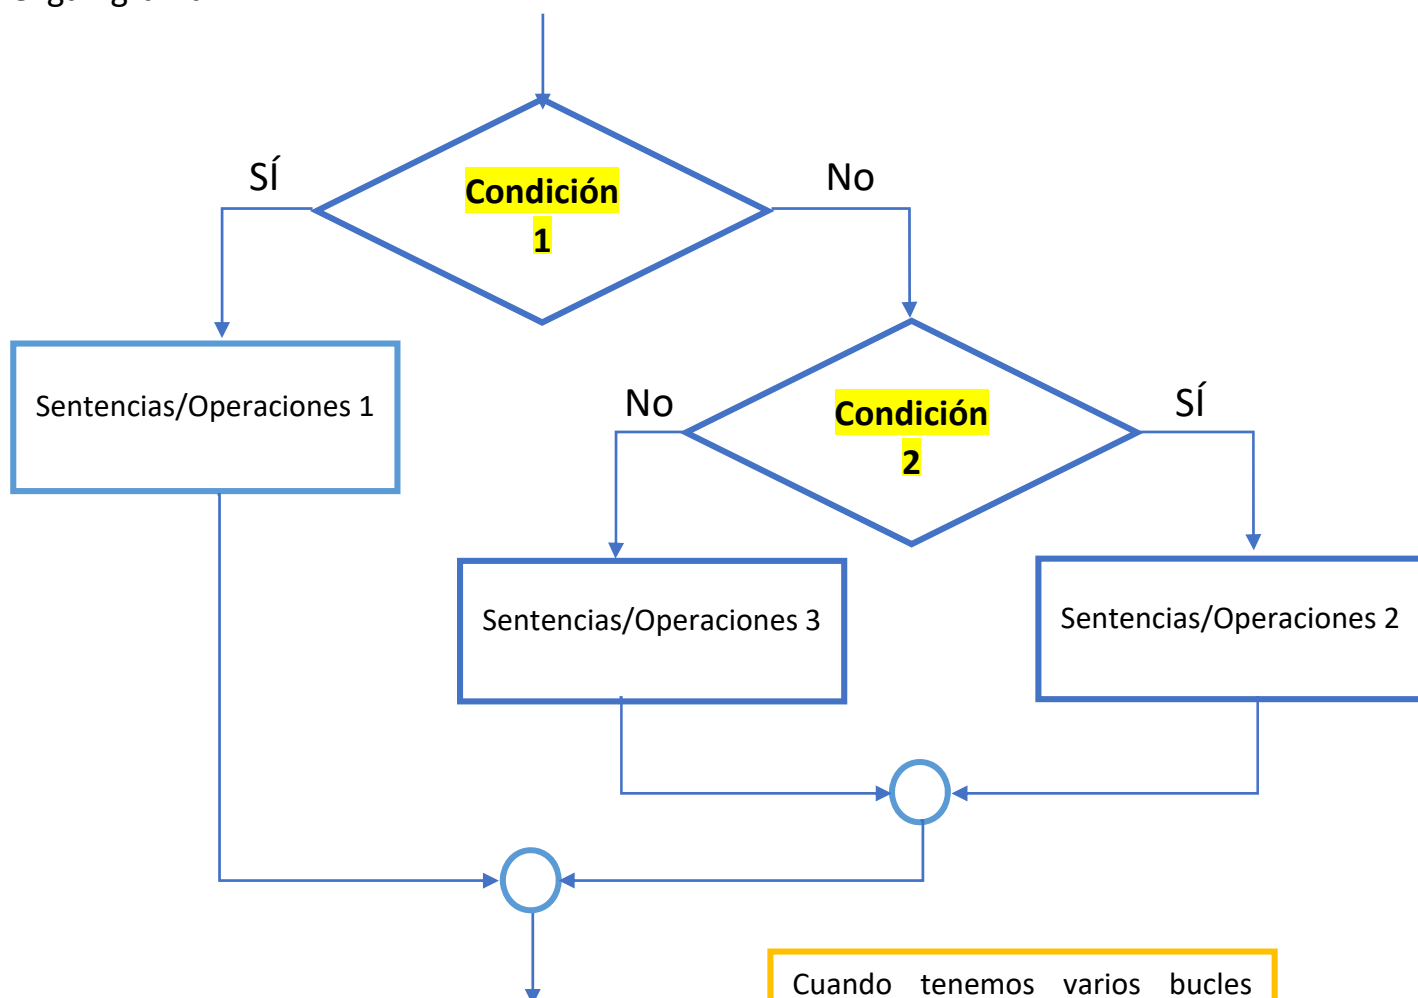 SÍ
Condición
1
No
Sentencias/Operaciones 1
No
Condición
2
SÍ
Sentencias/Operaciones 3
Sentencias/Operaciones 2
Cuando tenemos varios bucles